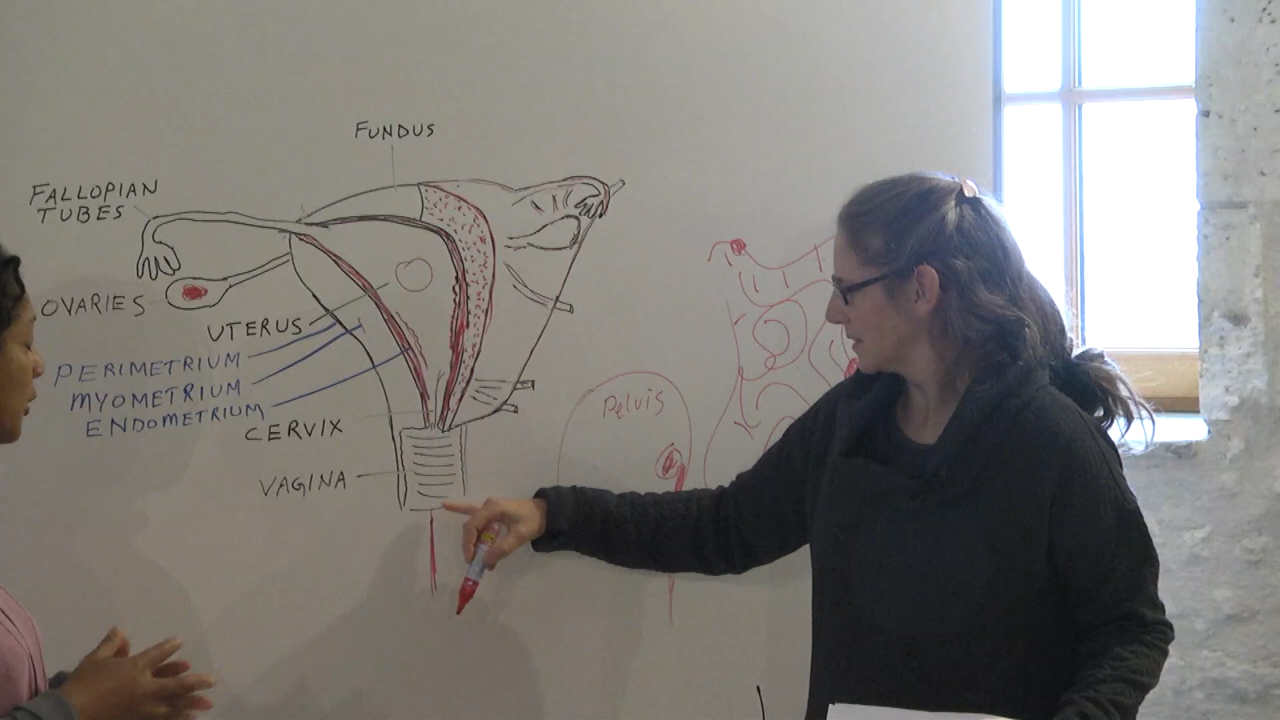 FUNDUS
FALLOPIAN
TUBES
OVARIES
UTERUS
PERIMETRIUM
MYOMETRIUM
ENDOMETRIUM
CERVIX
VAGINA
Pelvis